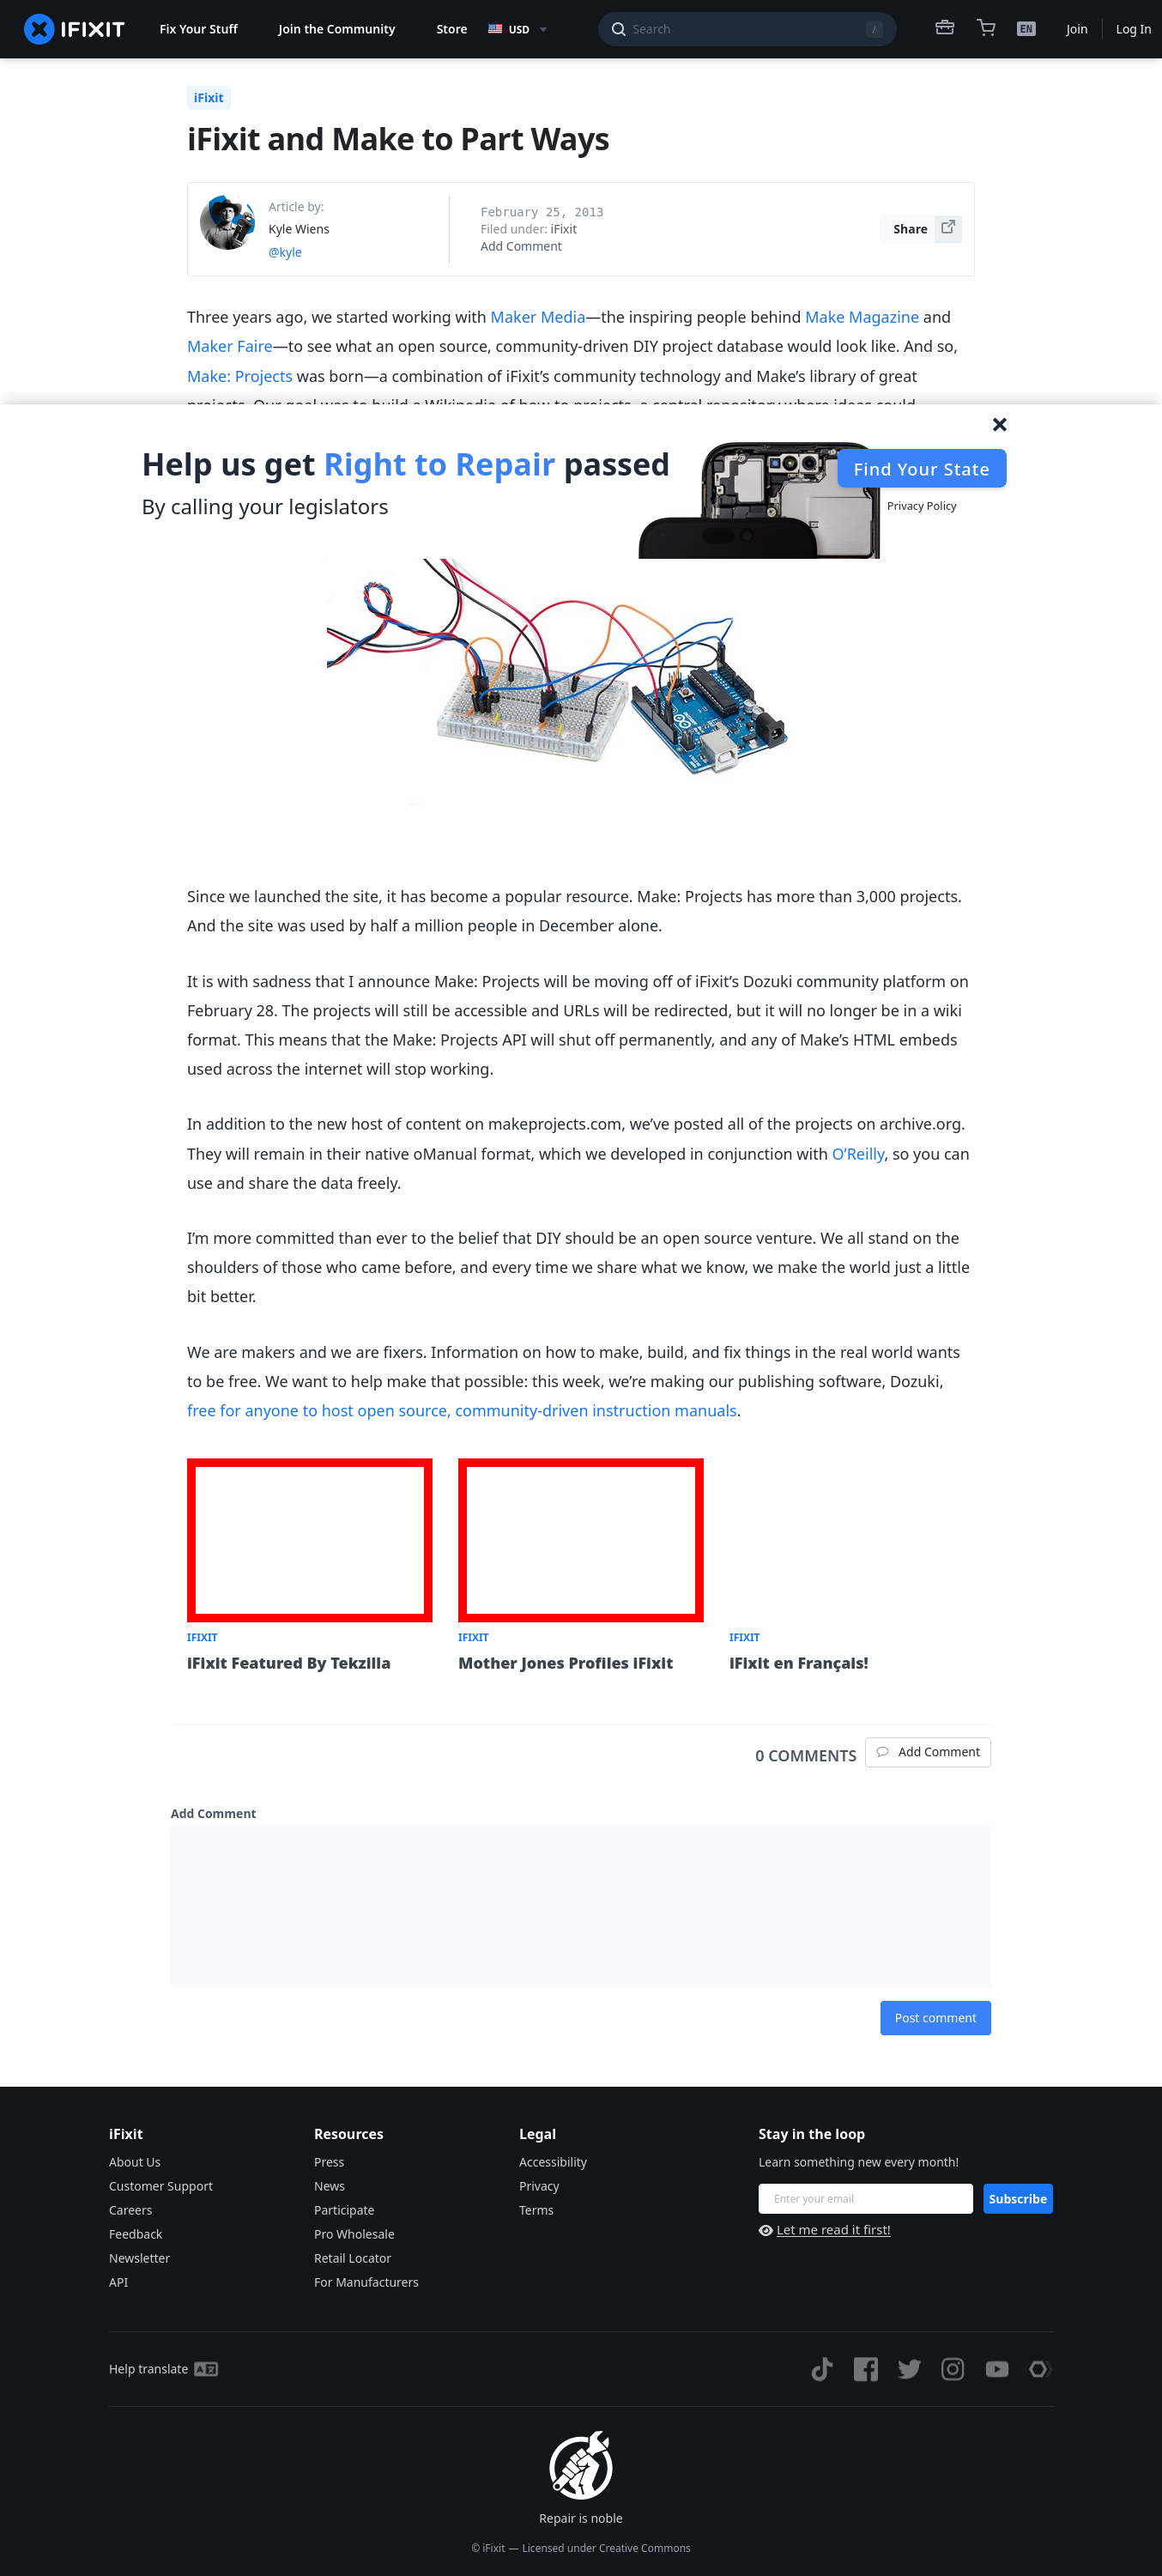 IFIXIT
Fix Your Stuff
Join the Community
Store
USD
Search
/
EN
Join
Log In
iFixit
iFixit and Make to Part Ways
Article by:
Kyle Wiens
@kyle
February 25, 2013
Filed under: iFixit
Add Comment
Share
Three years ago, we started working with Maker Media—the inspiring people behind Make Magazine and
Maker Faire—to see what an open source, community-driven DIY project database would look like. And so,
Make: Projects was born—a combination of iFixit’s community technology and Make’s library of great
projects. Our goal was to build a Wikipedia of how-to projects, a central repository where ideas could
Help us get Right to Repair passed
By calling your legislators
Find Your State
Privacy Policy
Since we launched the site, it has become a popular resource. Make: Projects has more than 3,000 projects.
And the site was used by half a million people in December alone.
It is with sadness that I announce Make: Projects will be moving off of iFixit’s Dozuki community platform on
February 28. The projects will still be accessible and URLs will be redirected, but it will no longer be in a wiki
format. This means that the Make: Projects API will shut off permanently, and any of Make’s HTML embeds
used across the internet will stop working.
In addition to the new host of content on makeprojects.com, we’ve posted all of the projects on archive.org.
They will remain in their native oManual format, which we developed in conjunction with O’Reilly, so you can
use and share the data freely.
I’m more committed than ever to the belief that DIY should be an open source venture. We all stand on the
shoulders of those who came before, and every time we share what we know, we make the world just a little
bit better.
We are makers and we are fixers. Information on how to make, build, and fix things in the real world wants
to be free. We want to help make that possible: this week, we’re making our publishing software, Dozuki,
free for anyone to host open source, community-driven instruction manuals.
IFIXIT
iFixit Featured By Tekzilla
IFIXIT
Mother Jones Profiles iFixit
IFIXIT
iFixit en Français!
0 COMMENTS
Add Comment
Add Comment
Post comment
iFixit
About Us
Customer Support
Careers
Feedback
Newsletter
API
Resources
Press
News
Participate
Pro Wholesale
Retail Locator
For Manufacturers
Legal
Accessibility
Privacy
Terms
Stay in the loop
Learn something new every month!
Enter your email
Subscribe
Let me read it first!
Help translate
Repair is noble
© iFixit — Licensed under Creative Commons